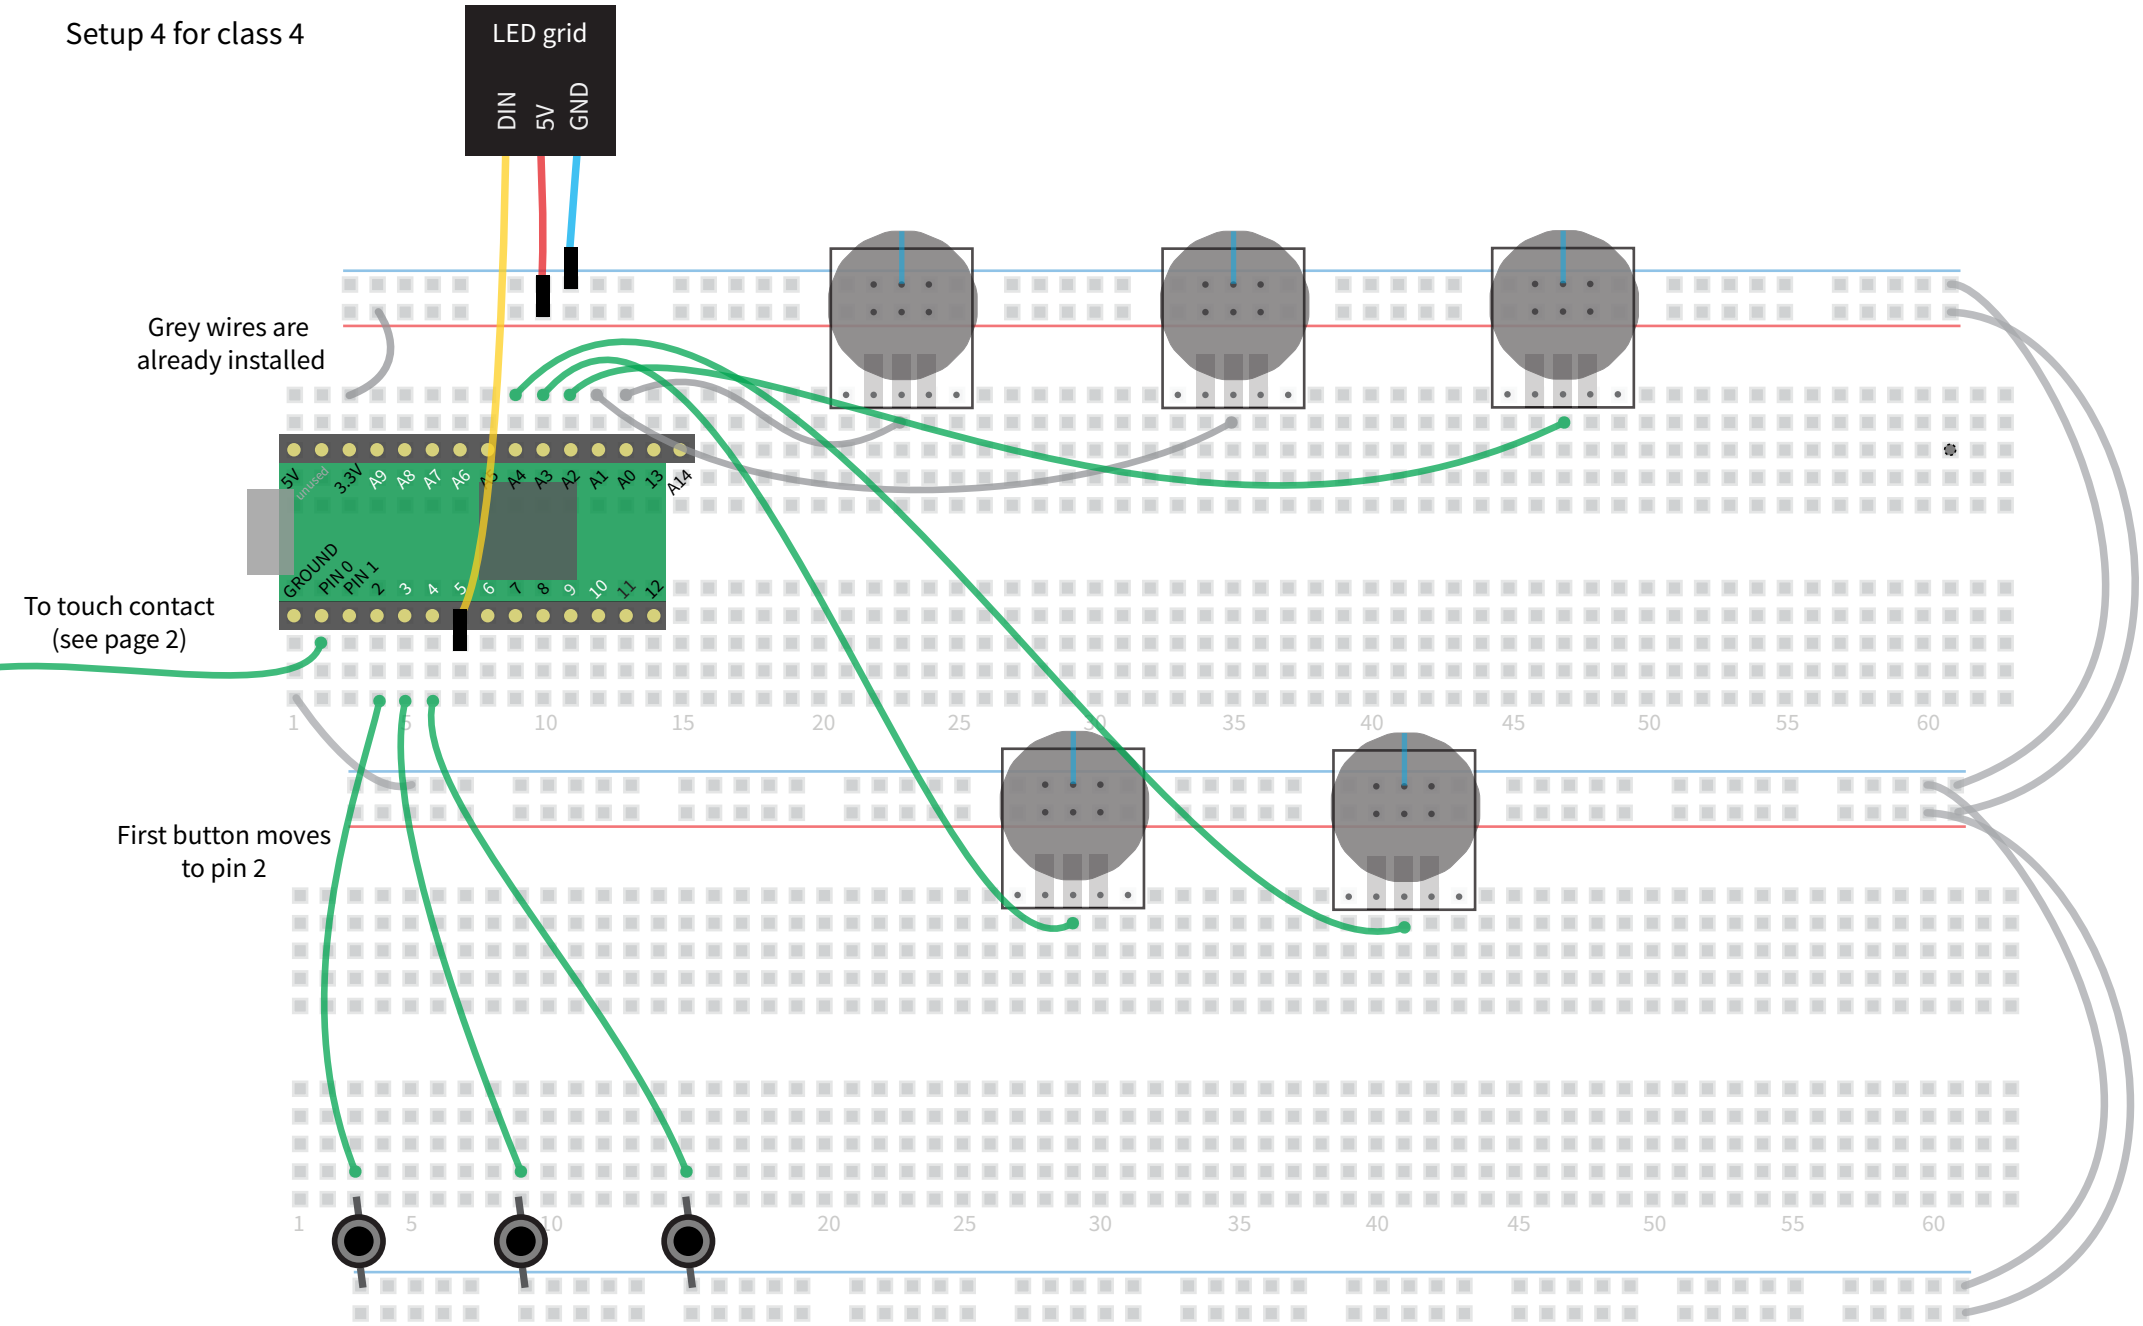 Setup 4 for class 4
LED grid
DIN
5V
GND
Grey wires are
already installed
5V
unused
3.3V
A9
A8
A7
A6
A5
A4
A3
A2
A1
A0
13
A14
GROUND
PIN 0
PIN 1
2
3
4
5
6
7
8
9
10
11
12
To touch contact
(see page 2)
1 5 10 15 20 25 30 35 40 45 50 55 60
First button moves
to pin 2
1 5 10 20 25 30 35 40 45 50 55 60